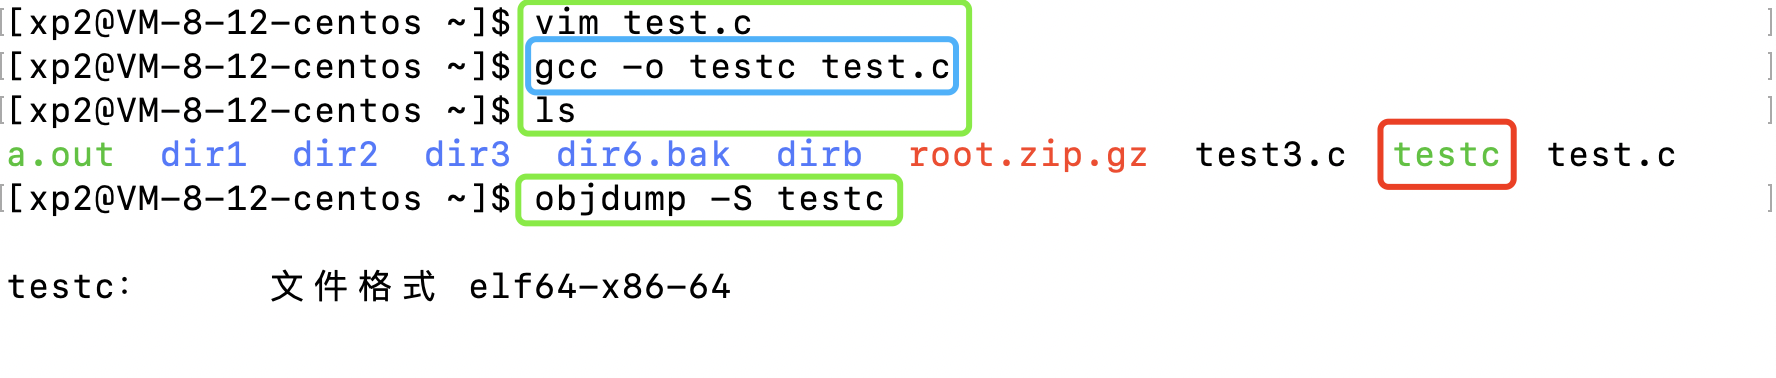 [xp2@VM-8-12-centos ~]$ vim test.c
[xp2@VM-8-12-centos ~]$ gcc -o testc test.c
[xp2@VM-8-12-centos ~]$ ls
a.out  dir1  dir2  dir3  dir6.bak  dirb  root.zip.gz  test3.c  testc  test.c
[xp2@VM-8-12-centos ~]$ objdump -S testc
testc:      文件格式 elf64-x86-64